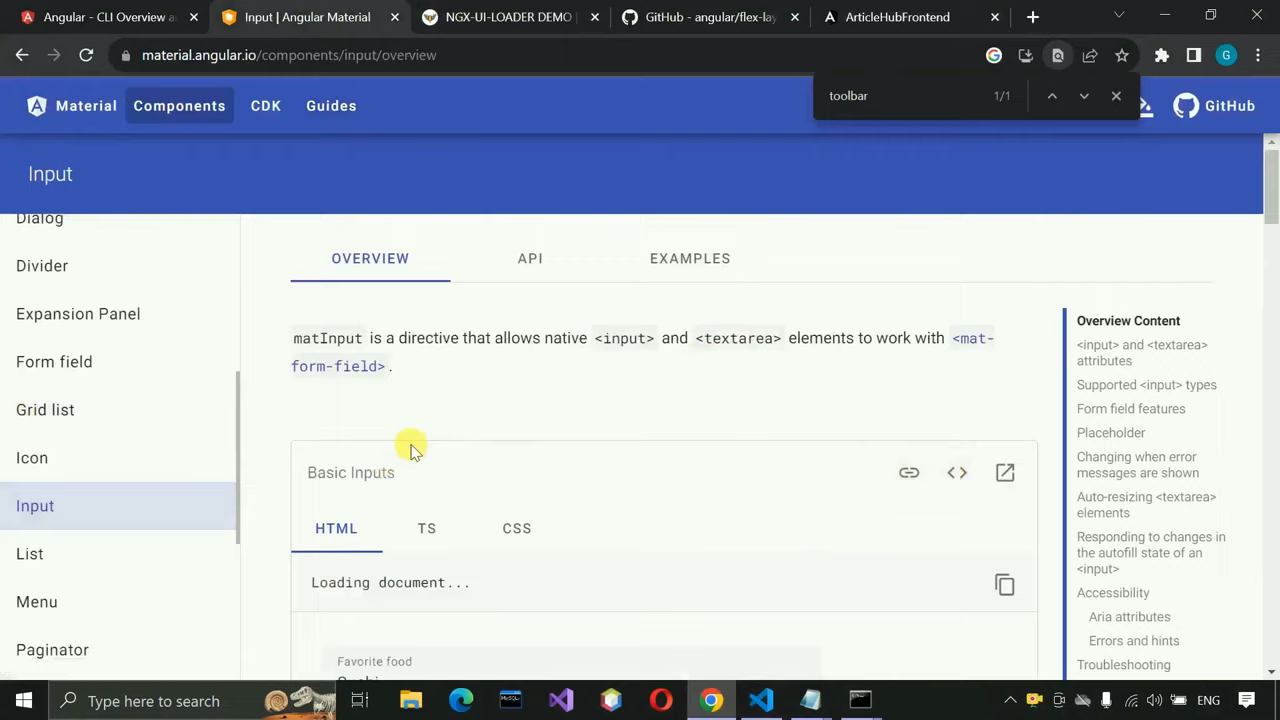 Angular - CLI Overview a
Input | Angular Material
NGX-UI-LOADER DEMO |
GitHub - angular/flex-lay
ArticleHubFrontend
material.angular.io/components/input/overview
G
toolbar
1/1
Material
Components
CDK
Guides
GitHub
Input
Dialog
Divider
Expansion Panel
Form field
Grid list
Icon
Input
List
Menu
Paginator
OVERVIEW
API
EXAMPLES
matInput is a directive that allows native <input> and <textarea> elements to work with <mat-
form-field> .
Basic Inputs
HTML
TS
CSS
Loading document...
Favorite food
Overview Content
<input> and <textarea>
attributes
Supported <input> types
Form field features
Placeholder
Changing when error
messages are shown
Auto-resizing <textarea>
elements
Responding to changes in
the autofill state of an
<input>
Accessibility
Aria attributes
Errors and hints
Troubleshooting
Type here to search
ENG